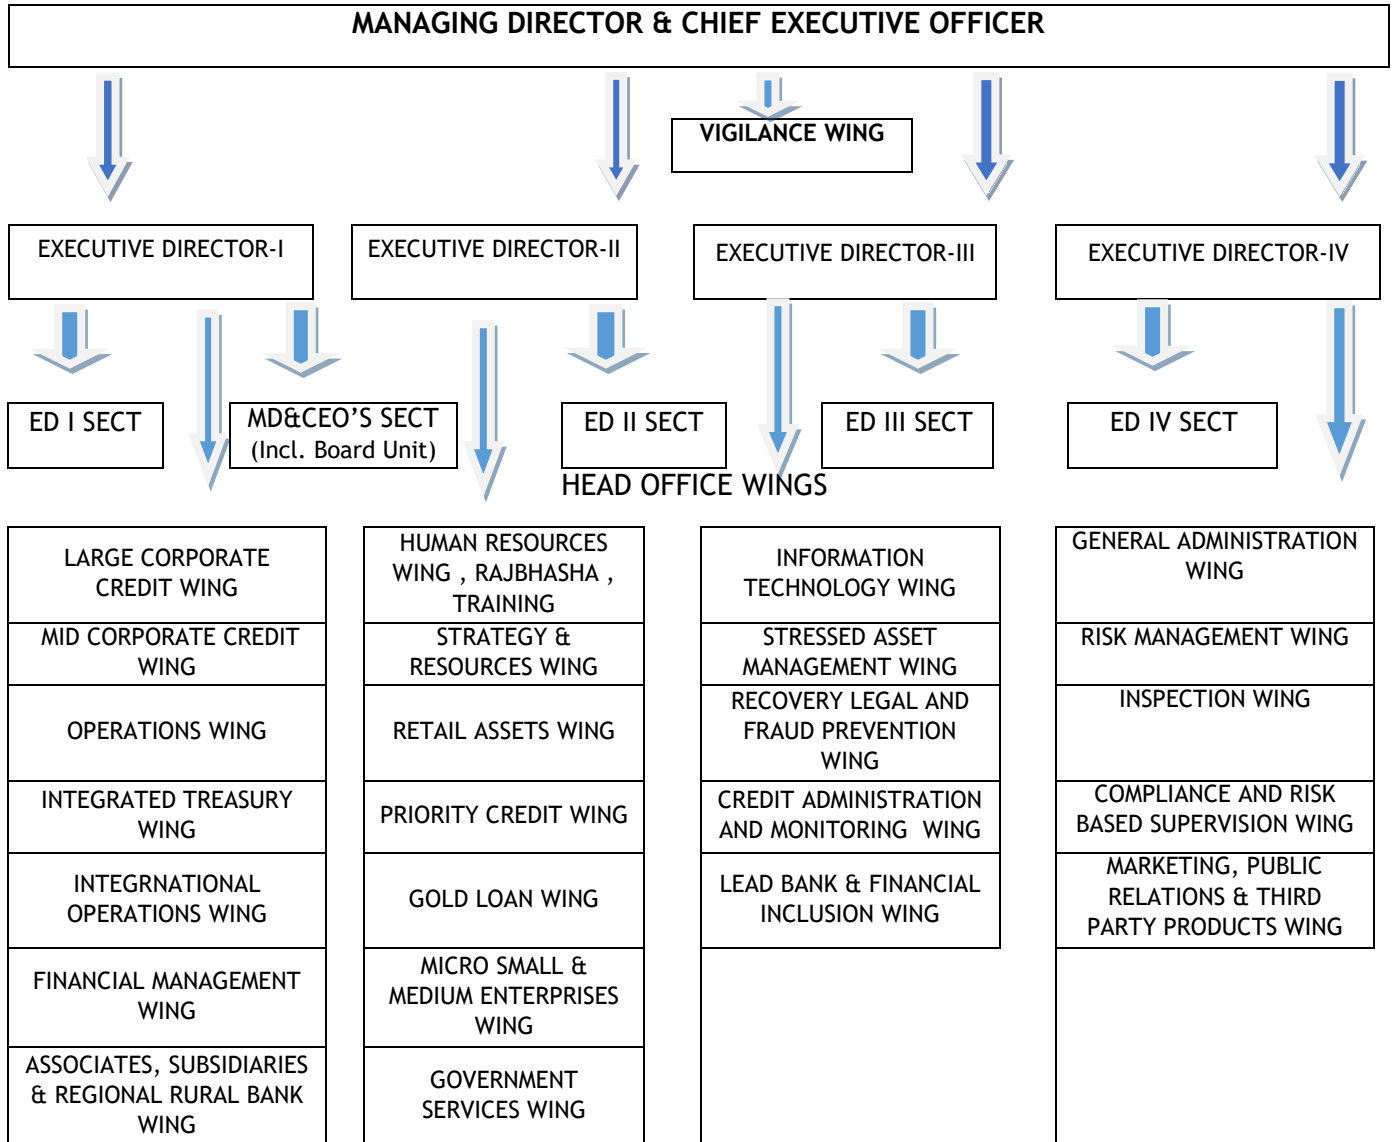 MANAGING DIRECTOR & CHIEF EXECUTIVE OFFICER
VIGILANCE WING
EXECUTIVE DIRECTOR-I
EXECUTIVE DIRECTOR-II
EXECUTIVE DIRECTOR-III
EXECUTIVE DIRECTOR-IV
ED I SECT
MD&CEO’S SECT
(Incl. Board Unit)
ED II SECT
ED III SECT
ED IV SECT
HEAD OFFICE WINGS
LARGE CORPORATE
CREDIT WING
HUMAN RESOURCES
WING , RAJBHASHA ,
TRAINING
INFORMATION
TECHNOLOGY WING
GENERAL ADMINISTRATION
WING
MID CORPORATE CREDIT
WING
STRATEGY &
RESOURCES WING
STRESSED ASSET
MANAGEMENT WING
RISK MANAGEMENT WING
OPERATIONS WING
RETAIL ASSETS WING
RECOVERY LEGAL AND
FRAUD PREVENTION
WING
INSPECTION WING
INTEGRATED TREASURY
WING
PRIORITY CREDIT WING
CREDIT ADMINISTRATION
AND MONITORING WING
COMPLIANCE AND RISK
BASED SUPERVISION WING
INTEGRNATIONAL
OPERATIONS WING
GOLD LOAN WING
LEAD BANK & FINANCIAL
INCLUSION WING
MARKETING, PUBLIC
RELATIONS & THIRD
PARTY PRODUCTS WING
FINANCIAL MANAGEMENT
WING
MICRO SMALL &
MEDIUM ENTERPRISES
WING
ASSOCIATES, SUBSIDIARIES
& REGIONAL RURAL BANK
WING
GOVERNMENT
SERVICES WING